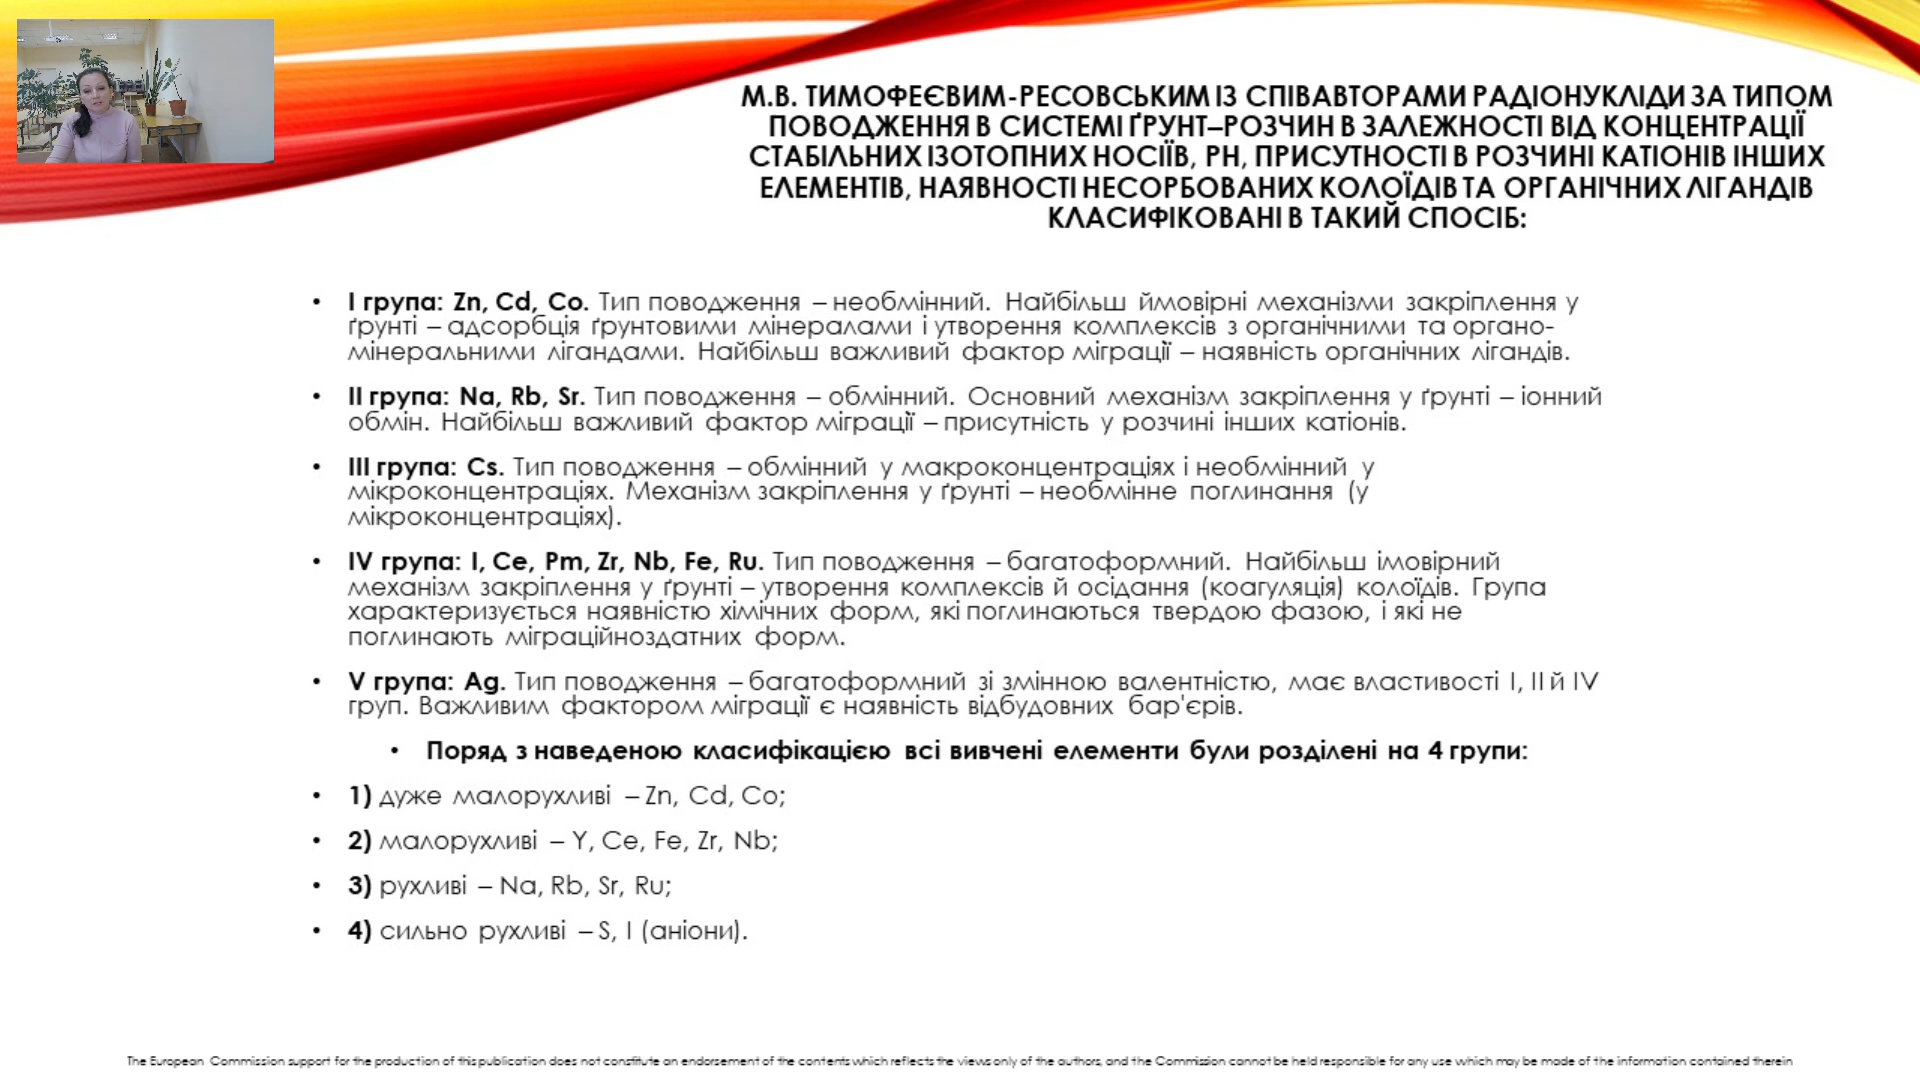 М.В. ТИМОФЕЄВИМ-РЕСОВСЬКИМ ІЗ СПІВАВТОРАМИ РАДІОНУКЛІДИ ЗА ТИПОМ
ПОВОДЖЕННЯ В СИСТЕМІ ҐРУНТ–РОЗЧИН В ЗАЛЕЖНОСТІ ВІД КОНЦЕНТРАЦІЇ
СТАБІЛЬНИХ ІЗОТОПНИХ НОСІЇВ, РН, ПРИСУТНОСТІ В РОЗЧИНІ КАТІОНІВ ІНШИХ
ЕЛЕМЕНТІВ, НАЯВНОСТІ НЕСОРБОВАНИХ КОЛОЇДІВ ТА ОРГАНІЧНИХ ЛІГАНДІВ
КЛАСИФІКОВАНІ В ТАКИЙ СПОСІБ:
• I група: Zn, Cd, Co. Тип поводження – необмінний. Найбільш ймовірні механізми закріплення у
ґрунті – адсорбція ґрунтовими мінералами і утворення комплексів з органічними та органо-
мінеральними лігандами. Найбільш важливий фактор міграції – наявність органічних лігандів.
• II група: Na, Rb, Sr. Тип поводження – обмінний. Основний механізм закріплення у ґрунті – іонний
обмін. Найбільш важливий фактор міграції – присутність у розчині інших катіонів.
• III група: Cs. Тип поводження – обмінний у макроконцентраціях і необмінний у
мікроконцентраціях. Механізм закріплення у ґрунті – необмінне поглинання (у
мікроконцентраціях).
• IV група: I, Ce, Pm, Zr, Nb, Fe, Ru. Тип поводження – багатоформний. Найбільш імовірний
механізм закріплення у ґрунті – утворення комплексів й осідання (коагуляція) колоїдів. Група
характеризується наявністю хімічних форм, які поглинаються твердою фазою, і які не
поглинають міграційноздатних форм.
• V група: Ag. Тип поводження – багатоформний зі змінною валентністю, має властивості I, II й IV
груп. Важливим фактором міграції є наявність відбудовних бар'єрів.
• Поряд з наведеною класифікацією всі вивчені елементи були розділені на 4 групи:
• 1) дуже малорухливі – Zn, Cd, Co;
• 2) малорухливі – Y, Ce, Fe, Zr, Nb;
• 3) рухливі – Na, Rb, Sr, Ru;
• 4) сильно рухливі – S, I (аніони).
The European Commission support for the production of this publication does not constitute an endorsement of the contents which reflects the views only of the authors, and the Commission cannot be held responsible for any use which may be made of the information contained therein